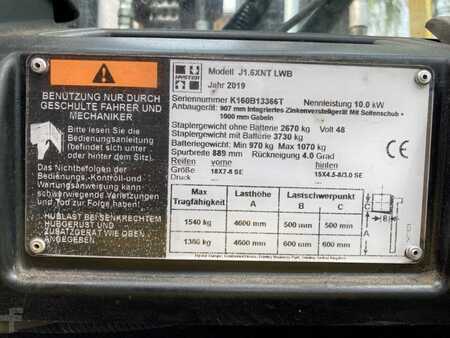 BENUTZUNG NUR DURCH
GESCHULTE FAHRER UND
MECHANIKER
Bitte lesen Sie die
Bedienungsanleitung
(befindet sich unter
oder hinter dem Sitz).
Das Nichtbefolgen der
Bedienungs-, Kontroll- und
Wartungsanweisung kann
schwerwiegende Verletzungen
und Tod zur Folge haben!
HUBLAST BEI SENKRECHTEM
HUBGERUST UND
ZUSATZGERÄT WIE OBEN
ANGEGEBEN.
HYSTER
Modell J1.6XNT LWB
Jahr 2019
Seriennummer K160B13366T Nennleistung 10.0 kW
Anbaugerät: 907 mm Integriertes Zinkenverstellgerät Mit Seitenschub +
1000 mm Gabeln
Staplergewicht ohne Batterie 2670 kg Volt 48
Staplergewicht mit Batterie 3730 kg
Batteriegewicht: Min 970 kg Max 1070 kg
Spurbreite 889 mm Rückneigung 4.0 Grad
Reifen vorne hinten
Größe 18X7-8 SE 15X4.5-8/3.0 SE
CE
Max Tragfähigkeit Lasthöhe A Lastschwerpunkt B C
1540 kg 4600 mm 500 mm 500 mm
1380 kg 4600 mm 600 mm 600 mm
B
A
C